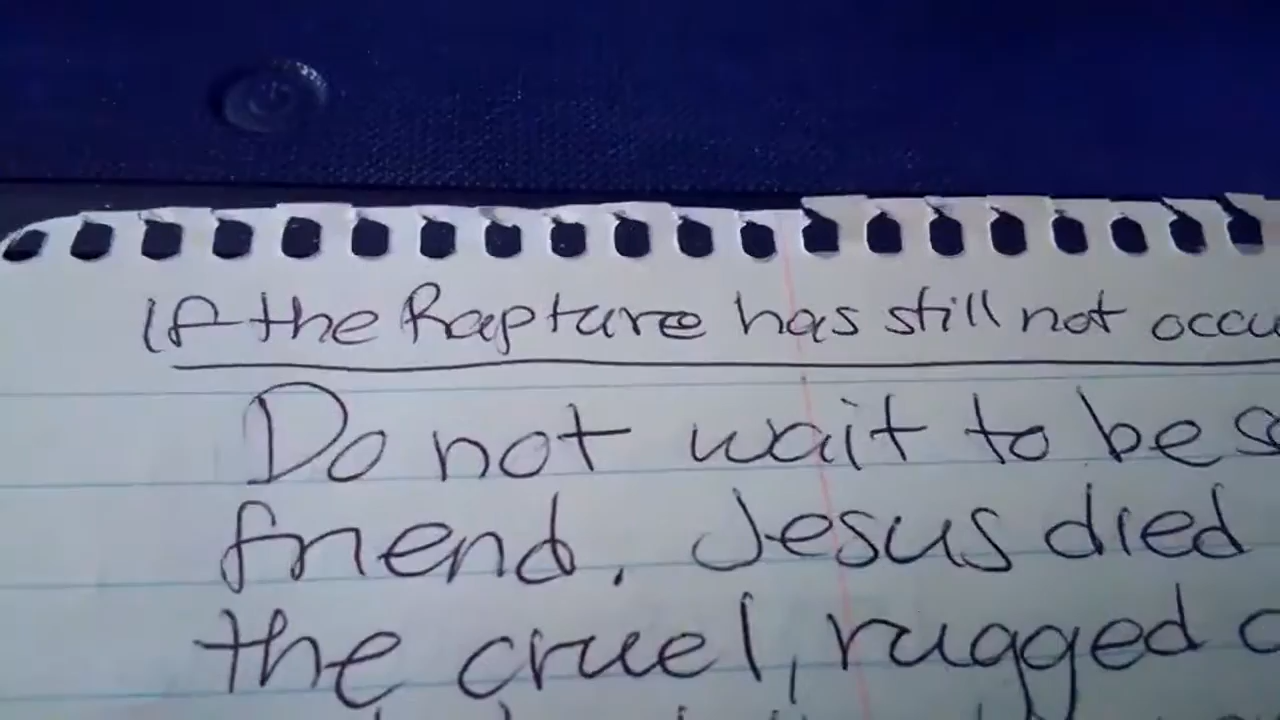 If the Rapture has still not occu
Do not wait to be s
friend. Jesus died
the cruel, rugged c